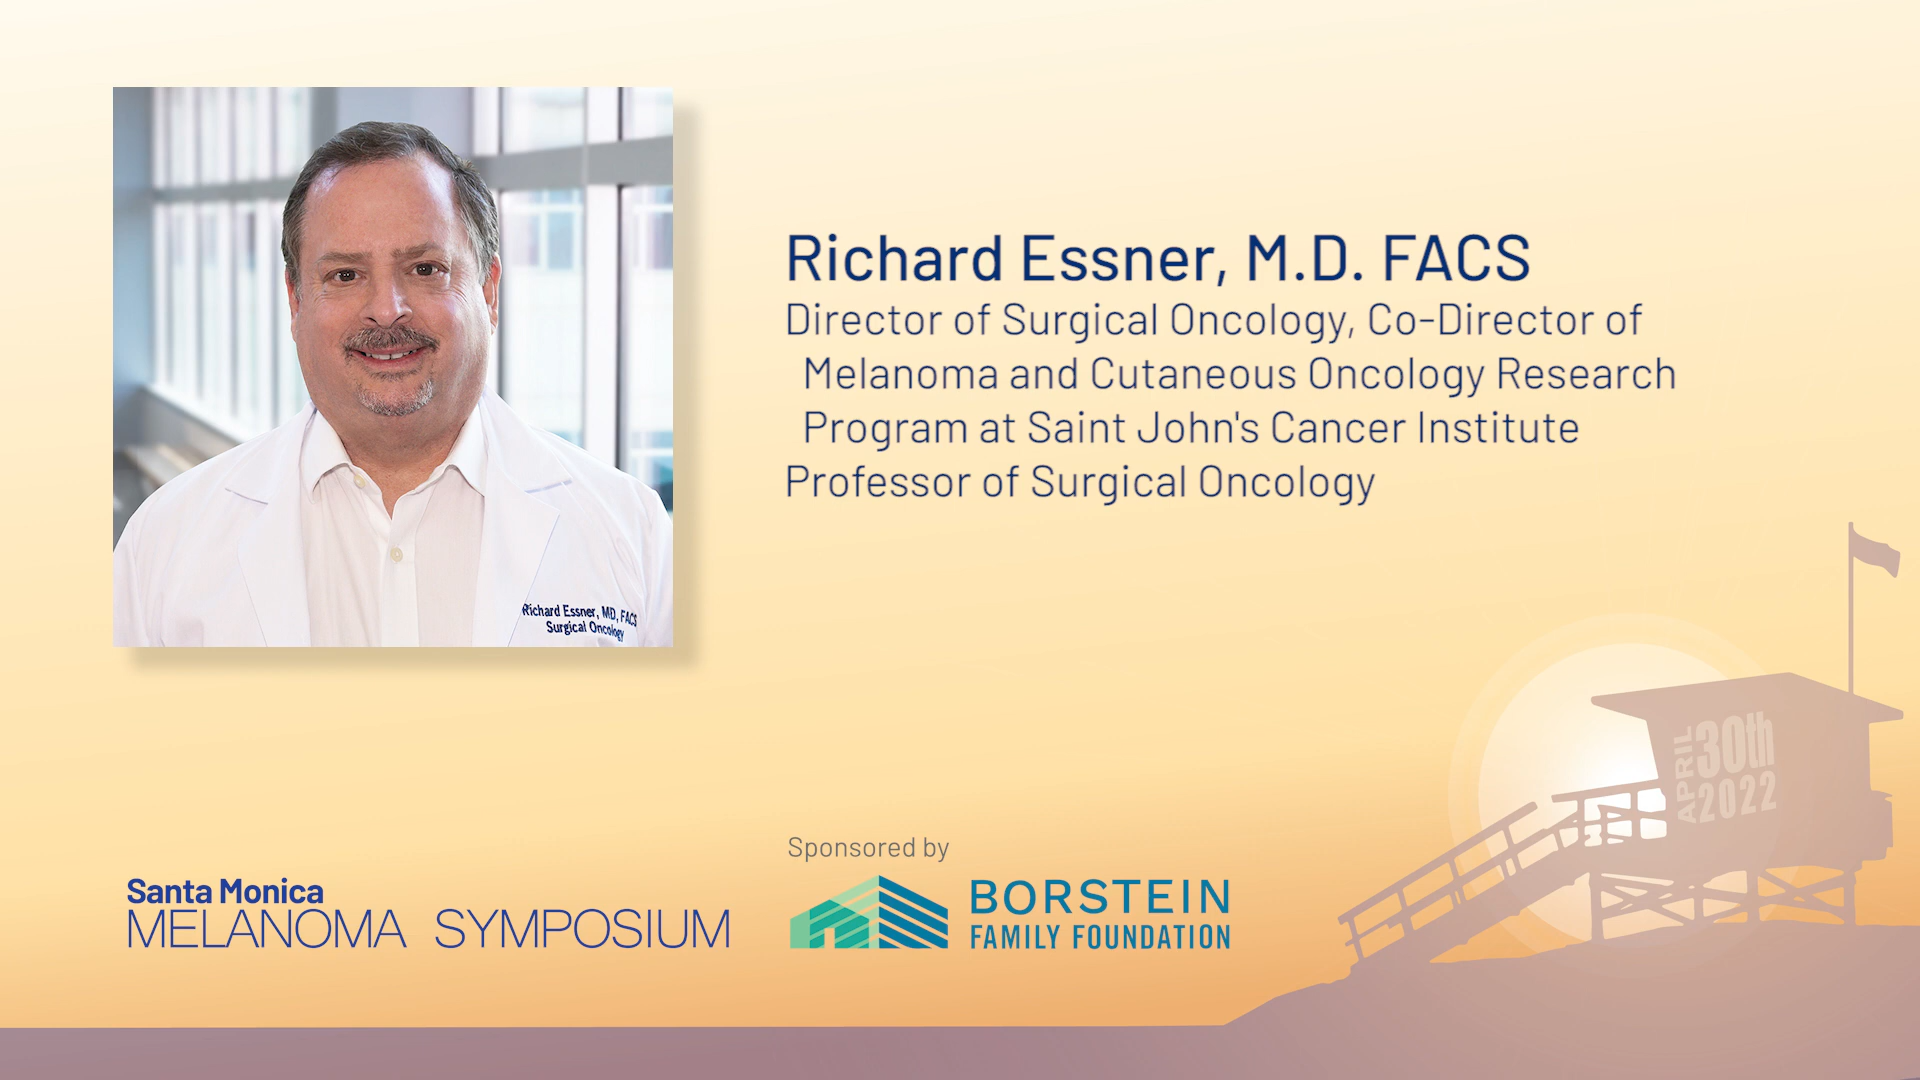 Richard Essner, M.D. FACS
Director of Surgical Oncology, Co-Director of
Melanoma and Cutaneous Oncology Research
Program at Saint John's Cancer Institute
Professor of Surgical Oncology
Richard Essner, MD, FACS
Surgical Oncology
APRIL
30th
2022
Sponsored by
Santa Monica
MELANOMA SYMPOSIUM
BORSTEIN
FAMILY FOUNDATION